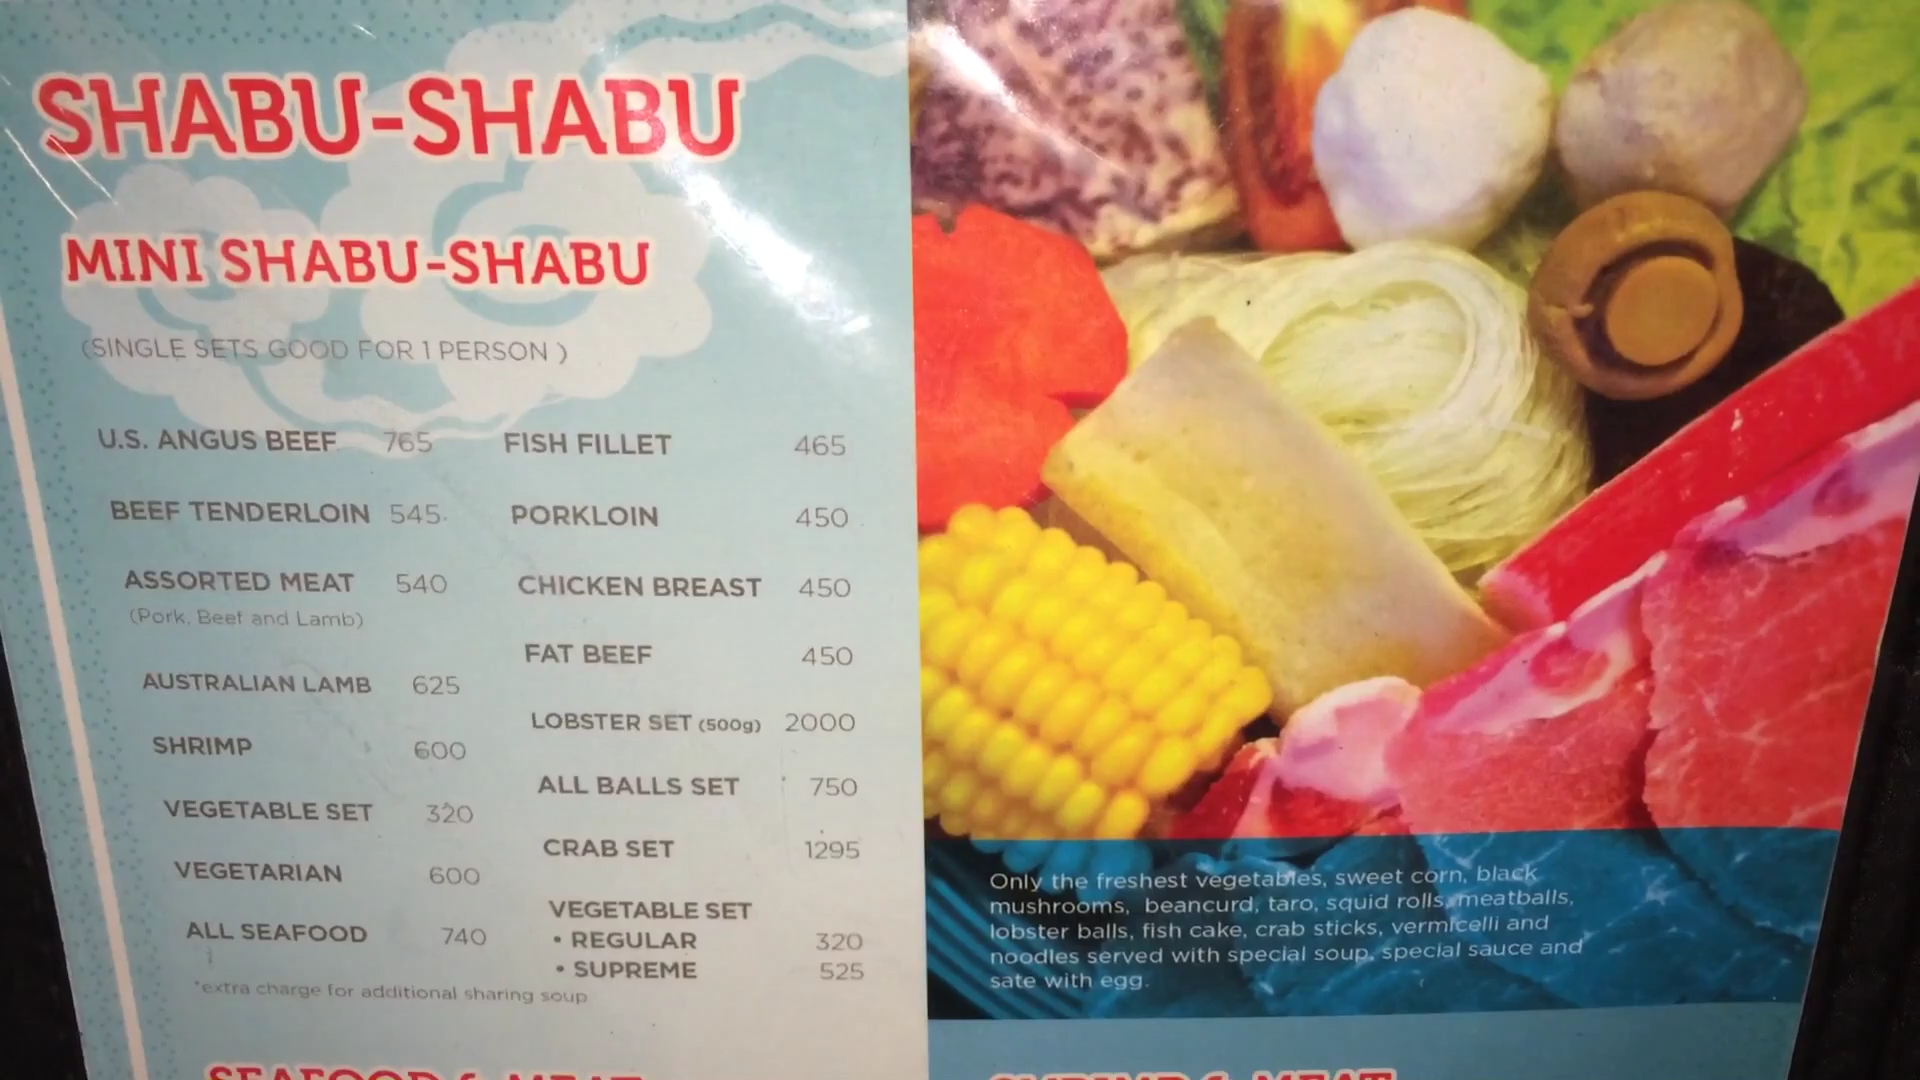 SHABU-SHABU
MINI SHABU-SHABU
(SINGLE SETS GOOD FOR 1 PERSON )
U.S. ANGUS BEEF 765
BEEF TENDERLOIN 545
ASSORTED MEAT 540
(Pork, Beef and Lamb)
AUSTRALIAN LAMB 625
SHRIMP 600
VEGETABLE SET 320
VEGETARIAN 600
ALL SEAFOOD 740
*extra charge for additional sharing soup
FISH FILLET 465
PORKLOIN 450
CHICKEN BREAST 450
FAT BEEF 450
LOBSTER SET (500g) 2000
ALL BALLS SET 750
CRAB SET 1295
VEGETABLE SET
• REGULAR 320
• SUPREME 525
Only the freshest vegetables, sweet corn, black
mushrooms, beancurd, taro, squid rolls, meatballs,
lobster balls, fish cake, crab sticks, vermicelli and
noodles served with special soup, special sauce and
sate with egg.
SEAFOOD & MEAT
SHRIMP & MEAT